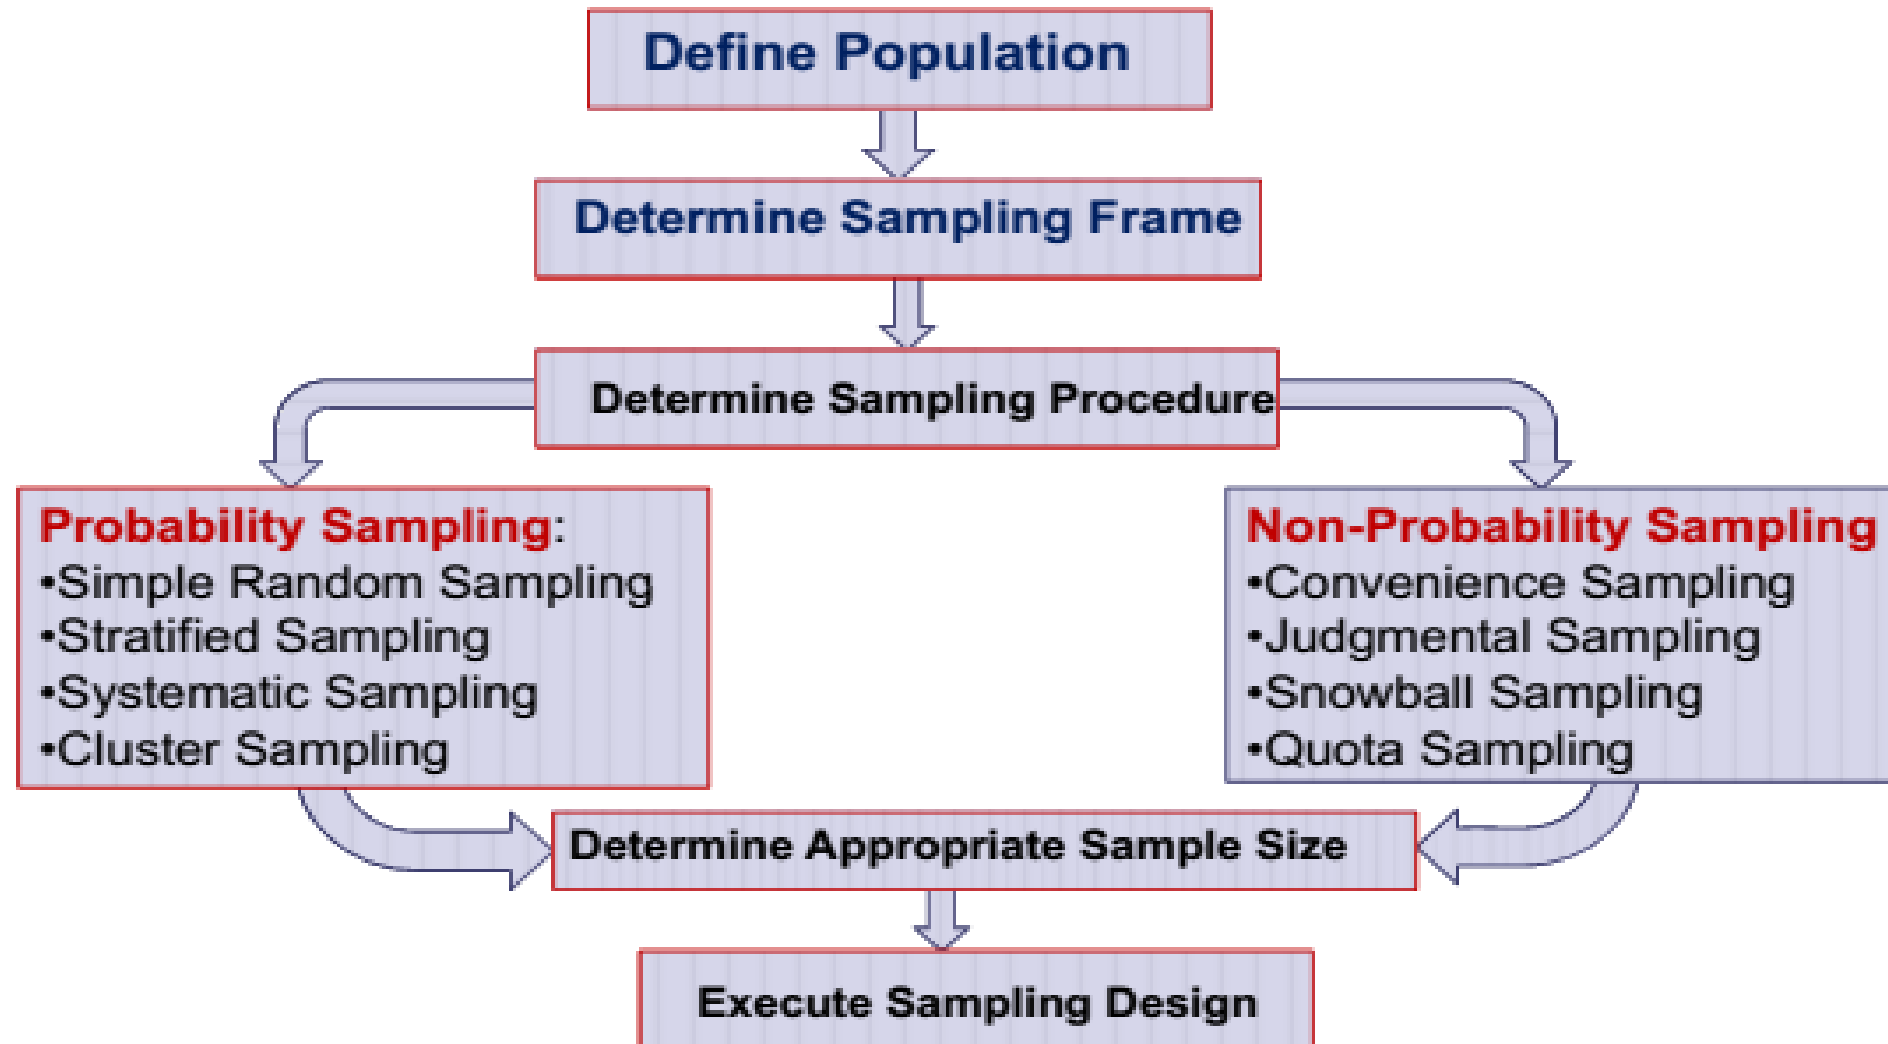 Define Population
Determine Sampling Frame
Determine Sampling Procedure
Probability Sampling:
•Simple Random Sampling
•Stratified Sampling
•Systematic Sampling
•Cluster Sampling
Non-Probability Sampling
•Convenience Sampling
•Judgmental Sampling
•Snowball Sampling
•Quota Sampling
Determine Appropriate Sample Size
Execute Sampling Design